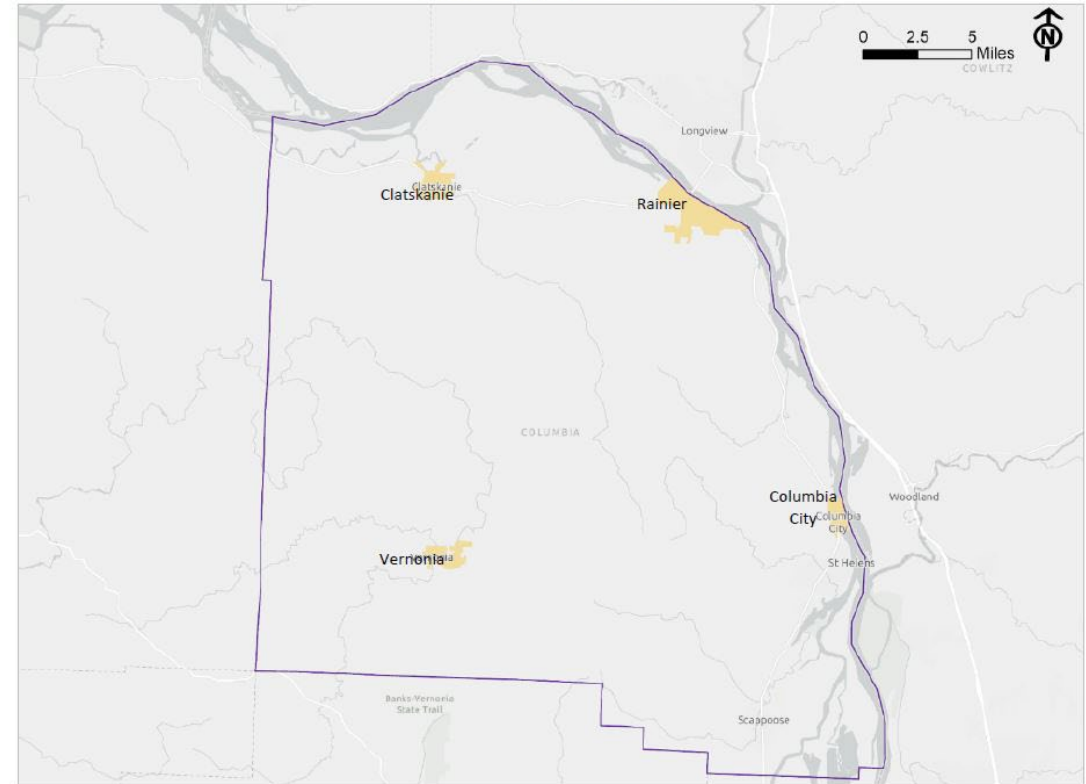 0 2.5 5
Miles
N
COWLITZ
Longview
Clatskanie
Clatskanie
Rainier
COLUMBIA
Columbia
City
Columbia
City
Woodland
Vernonia
St Helens
Banks-Vernonia
State Trail
Scappoose